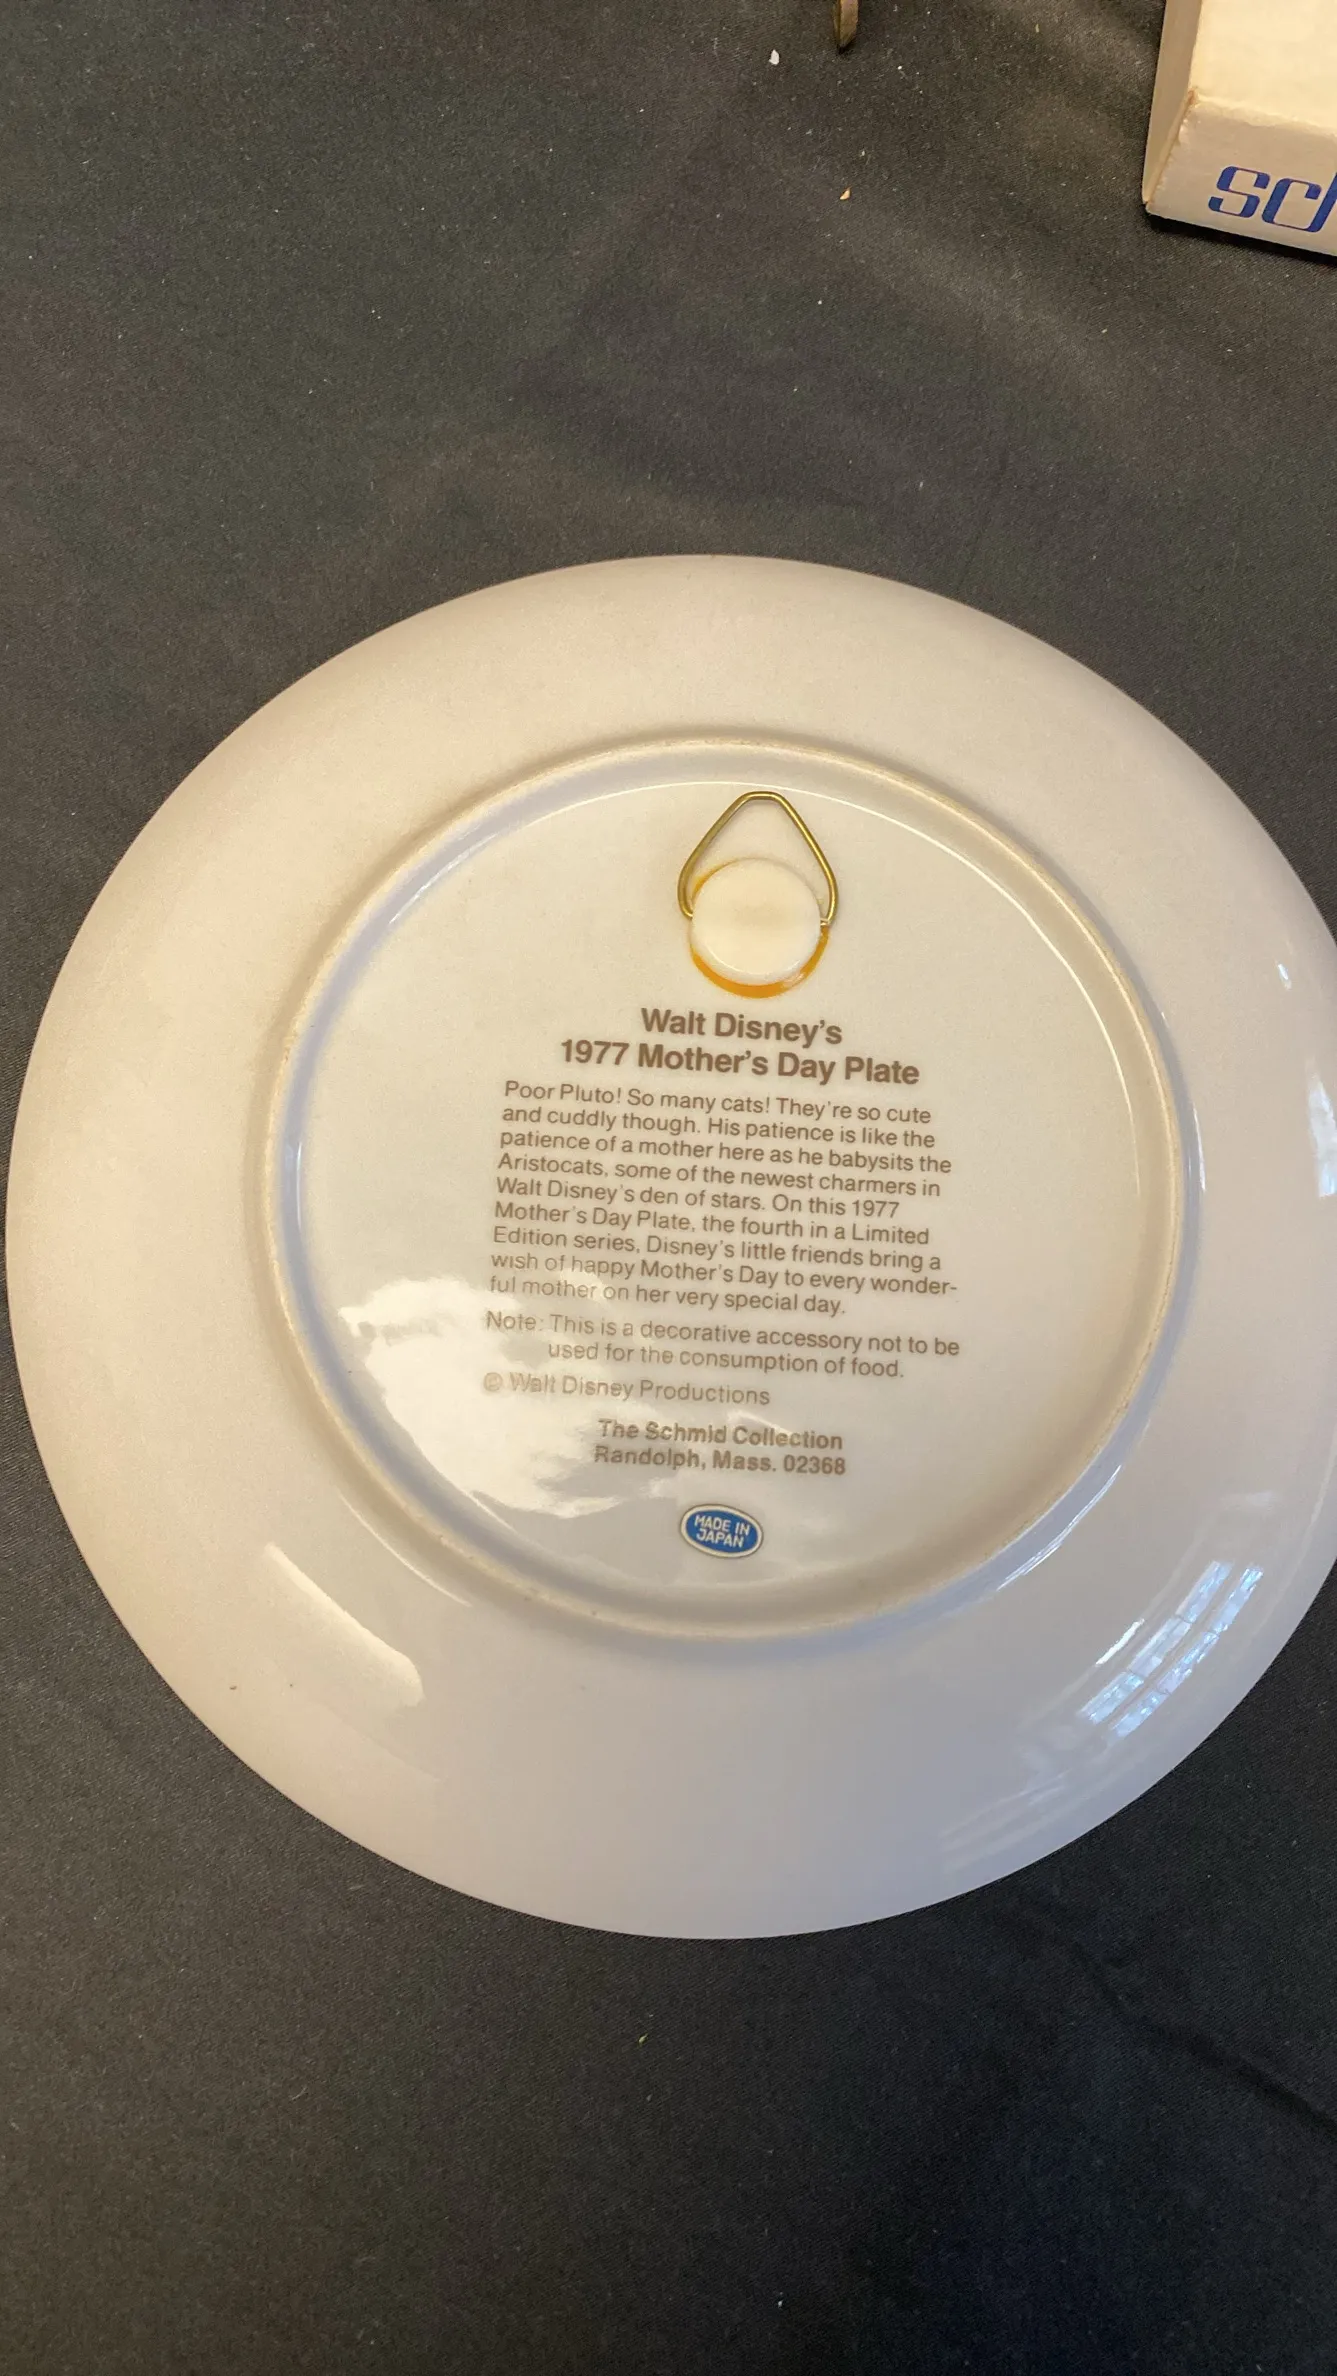 sch
Walt Disney's
1977 Mother's Day Plate
Poor Pluto! So many cats! They're so cute
and cuddly though. His patience is like the
patience of a mother here as he babysits the
Aristocats, some of the newest charmers in
Walt Disney's den of stars. On this 1977
Mother's Day Plate, the fourth in a Limited
Edition series, Disney's little friends bring a
wish of happy Mother's Day to every wonder-
ful mother on her very special day.
Note: This is a decorative accessory not to be
used for the consumption of food.
© Walt Disney Productions
The Schmid Collection
Randolph, Mass. 02368
MADE IN
JAPAN